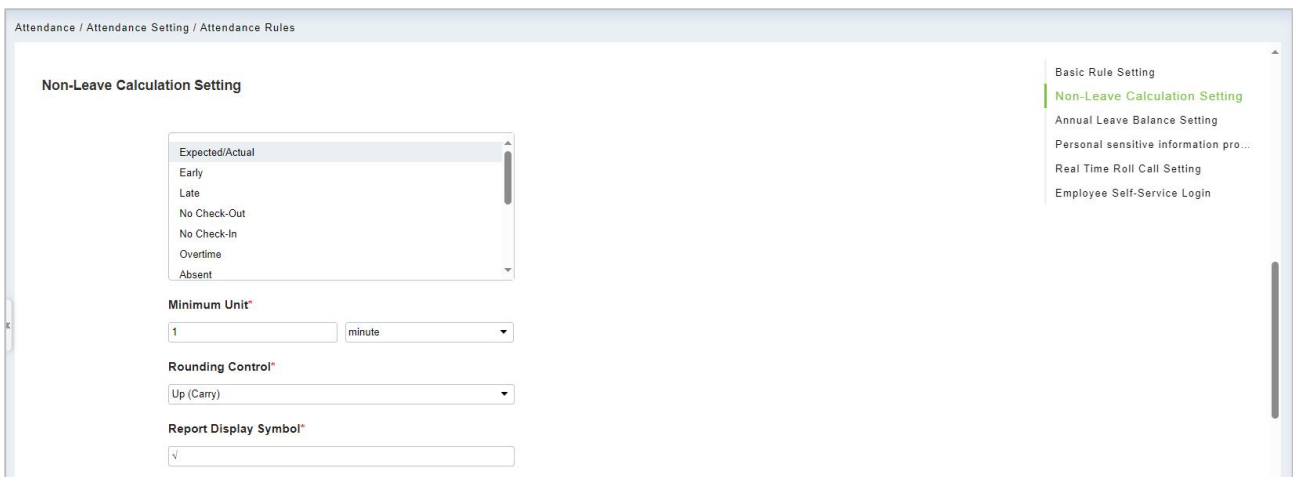 Attendance / Attendance Setting / Attendance Rules
Non-Leave Calculation Setting
Expected/Actual
Early
Late
No Check-Out
No Check-In
Overtime
Absent
Minimum Unit*
1 minute
Rounding Control*
Up (Carry)
Report Display Symbol*
√
Basic Rule Setting
Non-Leave Calculation Setting
Annual Leave Balance Setting
Personal sensitive information pro...
Real Time Roll Call Setting
Employee Self-Service Login